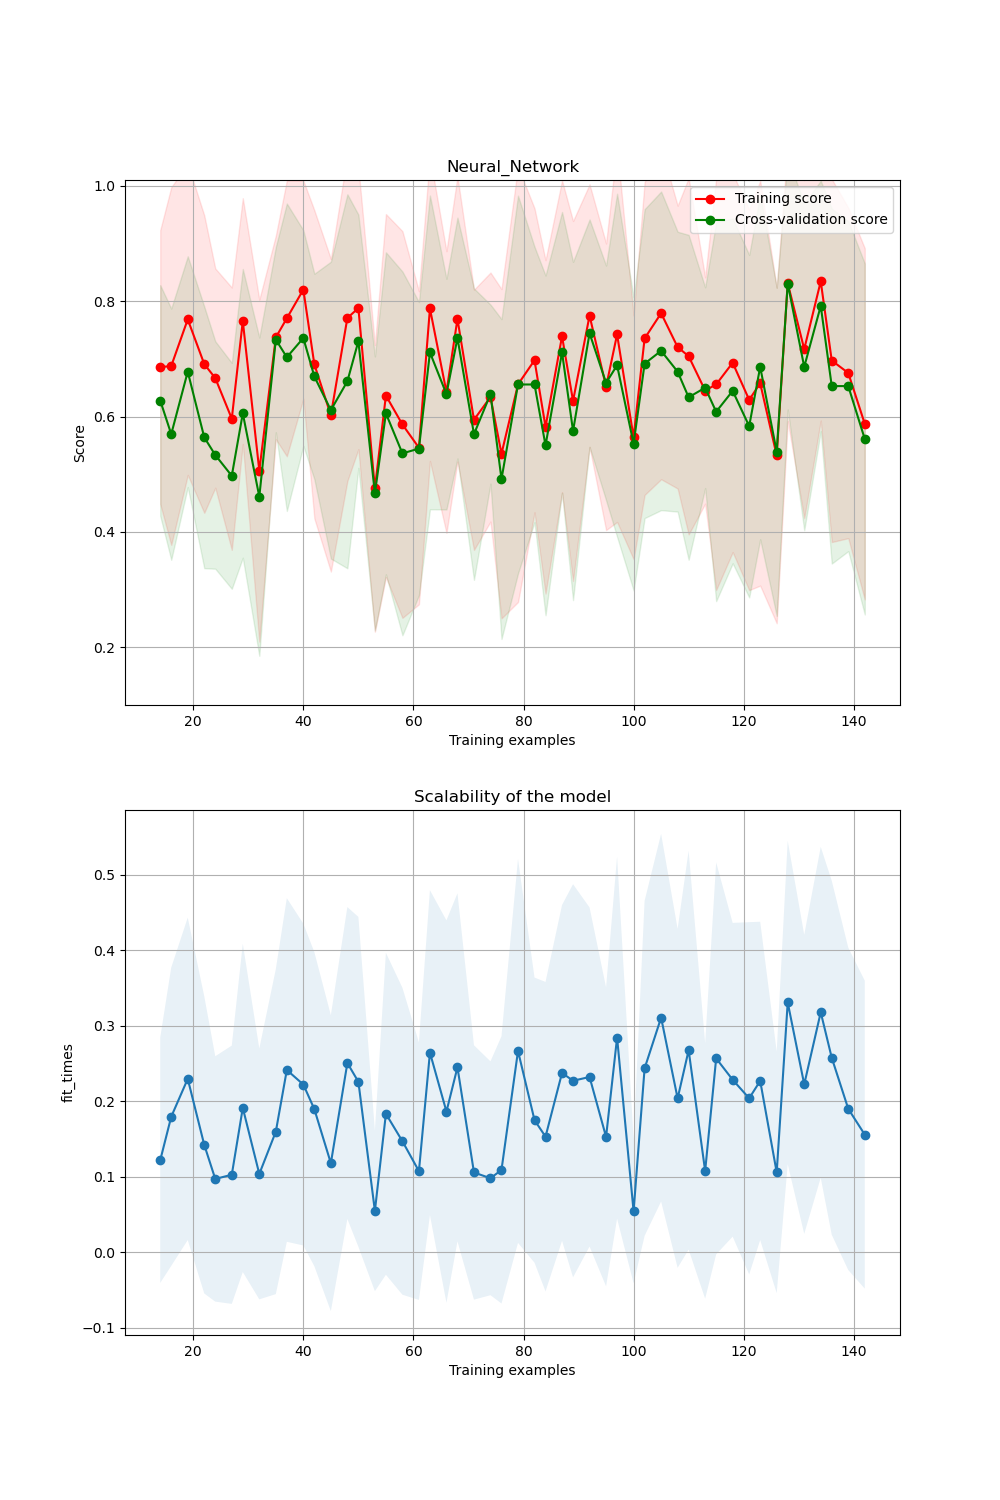 Neural_Network
Training score
Cross-validation score
1.0
0.8
0.6
0.4
0.2
Score
20 40 60 80 100 120 140
Training examples
Scalability of the model
0.5
0.4
0.3
0.2
0.1
0.0
−0.1
fit_times
20 40 60 80 100 120 140
Training examples